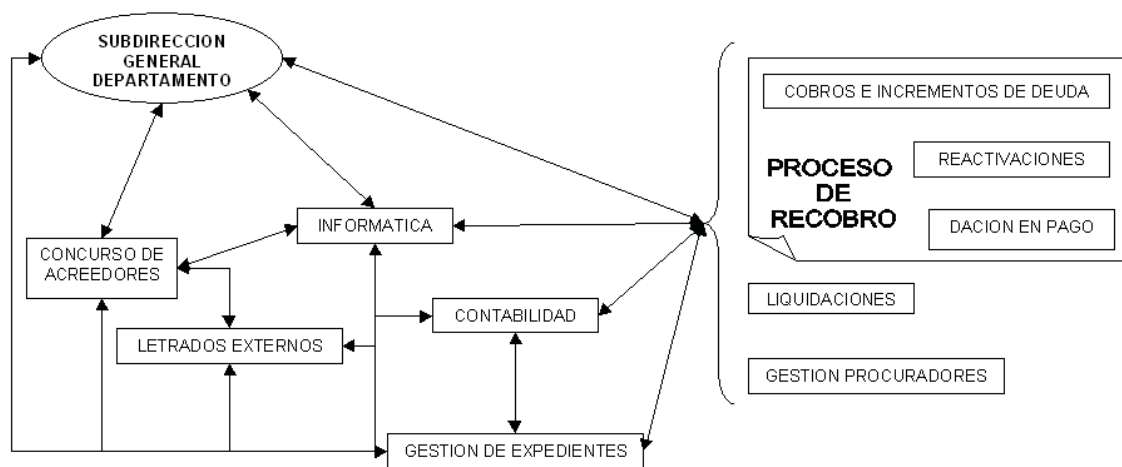 SUBDIRECCION
GENERAL
DEPARTAMENTO
COBROS E INCREMENTOS DE DEUDA
REACTIVACIONES
PROCESO
DE
RECOBRO
DACION EN PAGO
INFORMATICA
CONCURSO DE
ACREEDORES
LIQUIDACIONES
CONTABILIDAD
LETRADOS EXTERNOS
GESTION PROCURADORES
GESTION DE EXPEDIENTES